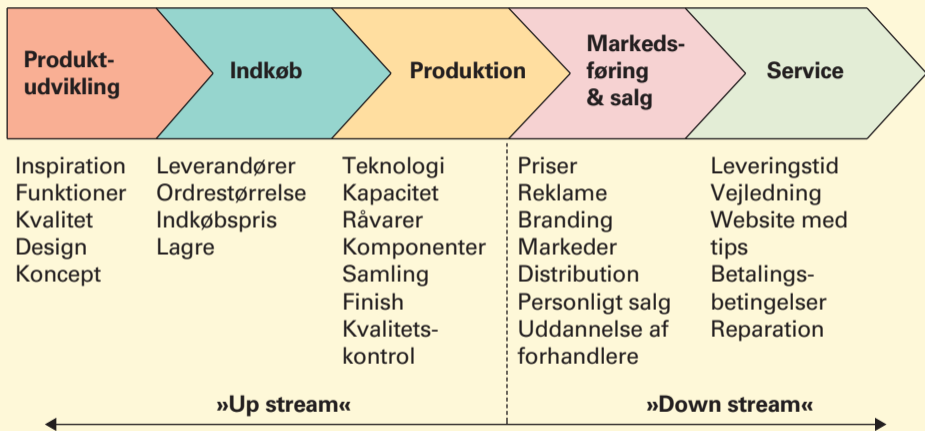 Produkt-
udvikling
Indkøb
Produktion
Markeds-
føring
& salg
Service
Inspiration
Funktioner
Kvalitet
Design
Koncept
Leverandører
Ordrestørrelse
Indkøbspris
Lagre
Teknologi
Kapacitet
Råvarer
Komponenter
Samling
Finish
Kvalitets-
kontrol
Priser
Reklame
Branding
Markeder
Distribution
Personligt salg
Uddannelse af
forhandlere
Leveringstid
Vejledning
Website med
tips
Betalings-
betingelser
Reparation
»Up stream«
»Down stream«